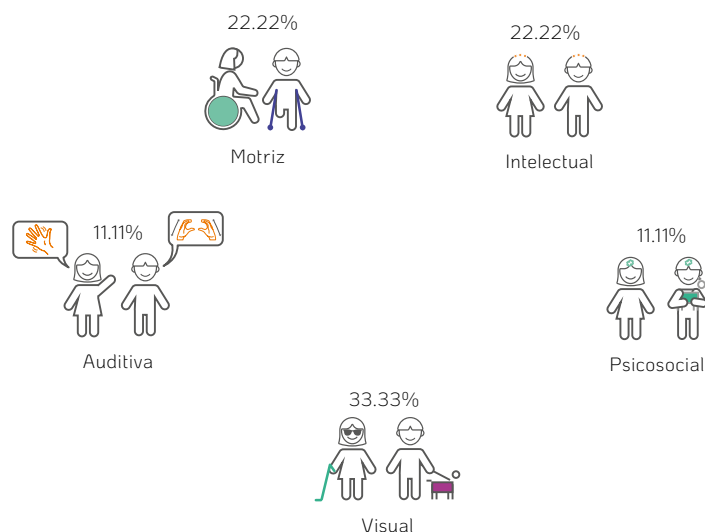 22.22%
Motriz
22.22%
Intelectual
11.11%
Auditiva
11.11%
Psicosocial
33.33%
Visual